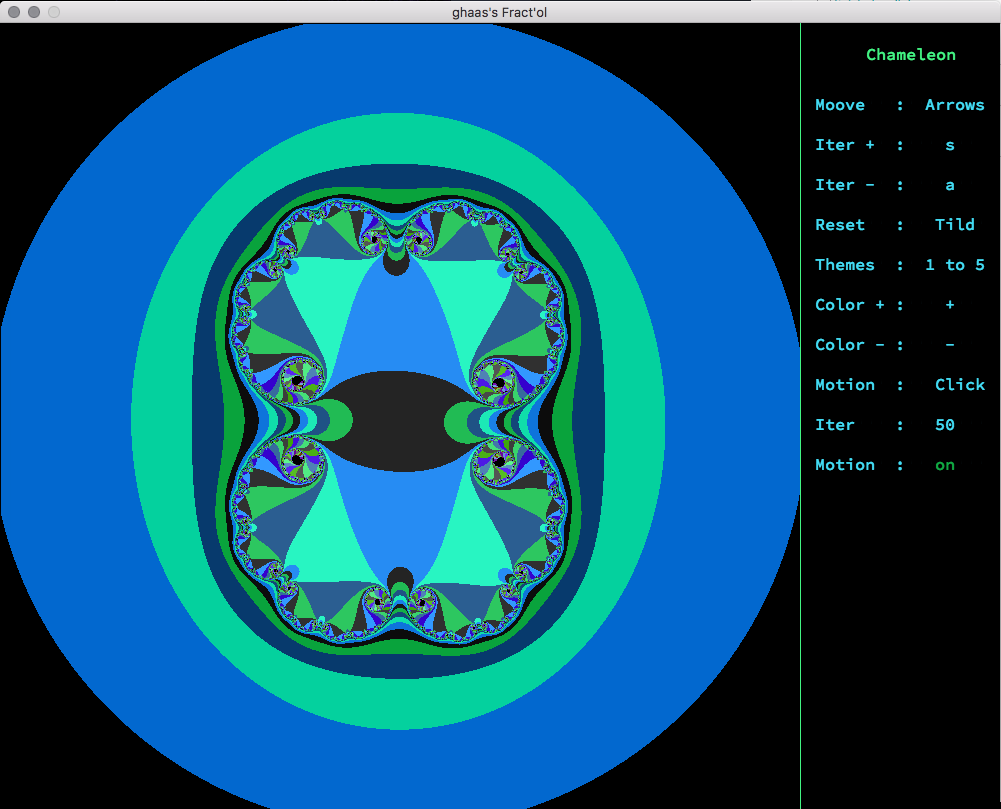 ghaas's Fract'ol
Chameleon
Moove : Arrows
Iter + : s
Iter - : a
Reset : Tild
Themes : 1 to 5
Color + : +
Color - : -
Motion : Click
Iter : 50
Motion : on